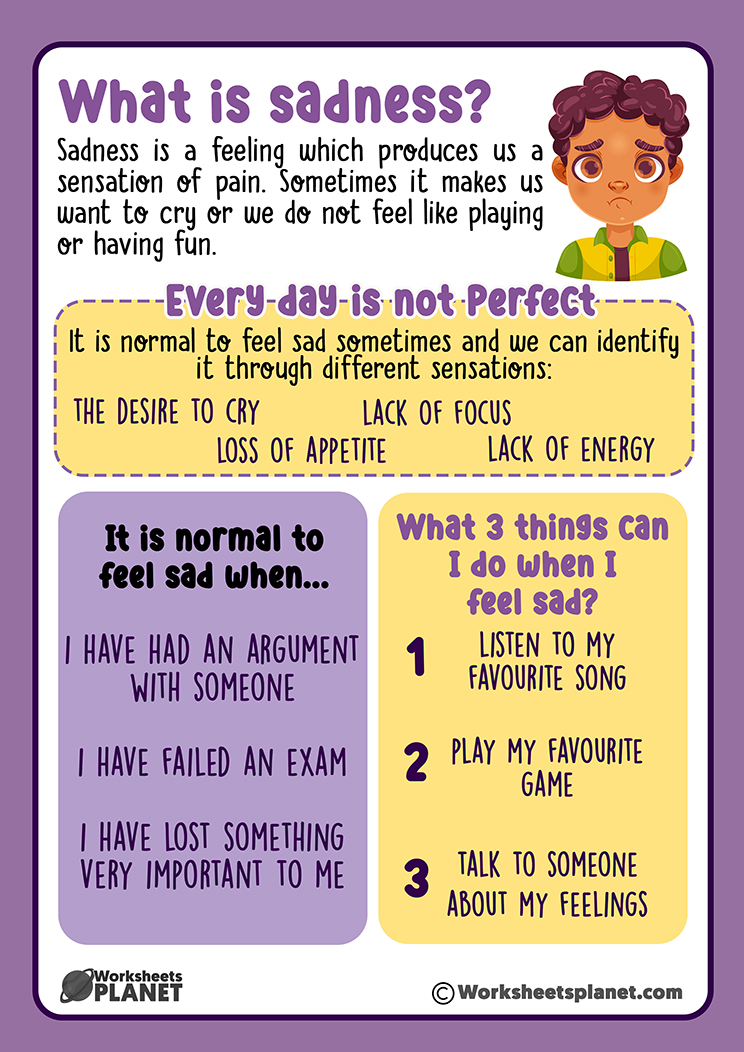 What is sadness?
Sadness is a feeling which produces us a
sensation of pain. Sometimes it makes us
want to cry or we do not feel like playing
or having fun.
Every day is not Perfect
It is normal to feel sad sometimes and we can identify
it through different sensations:
THE DESIRE TO CRY
LACK OF FOCUS
LOSS OF APPETITE
LACK OF ENERGY
It is normal to
feel sad when...
I HAVE HAD AN ARGUMENT
WITH SOMEONE
I HAVE FAILED AN EXAM
I HAVE LOST SOMETHING
VERY IMPORTANT TO ME
What 3 things can
I do when I
feel sad?
1 LISTEN TO MY
FAVOURITE SONG
2 PLAY MY FAVOURITE
GAME
3 TALK TO SOMEONE
ABOUT MY FEELINGS
Worksheets
PLANET
©Worksheetsplanet.com